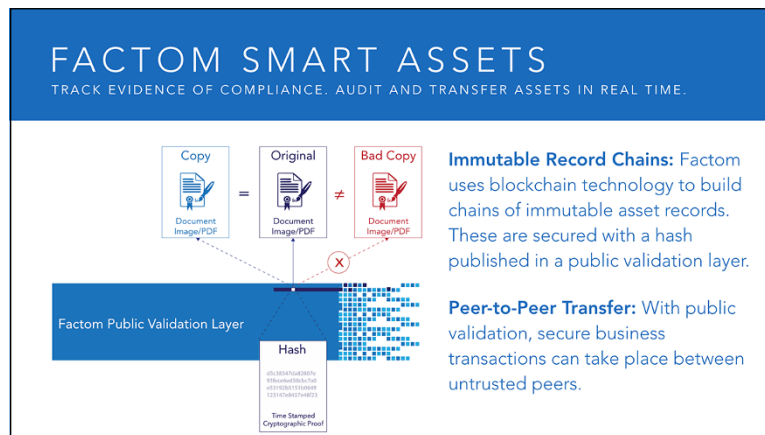 FACTOM SMART ASSETS
TRACK EVIDENCE OF COMPLIANCE. AUDIT AND TRANSFER ASSETS IN REAL TIME.
Copy
Document
Image/PDF
=
Original
Document
Image/PDF
≠
Bad Copy
Document
Image/PDF
X
Factom Public Validation Layer
Hash
Time Stamped
Cryptographic Proof
Immutable Record Chains: Factom
uses blockchain technology to build
chains of immutable asset records.
These are secured with a hash
published in a public validation layer.
Peer-to-Peer Transfer: With public
validation, secure business
transactions can take place between
untrusted peers.